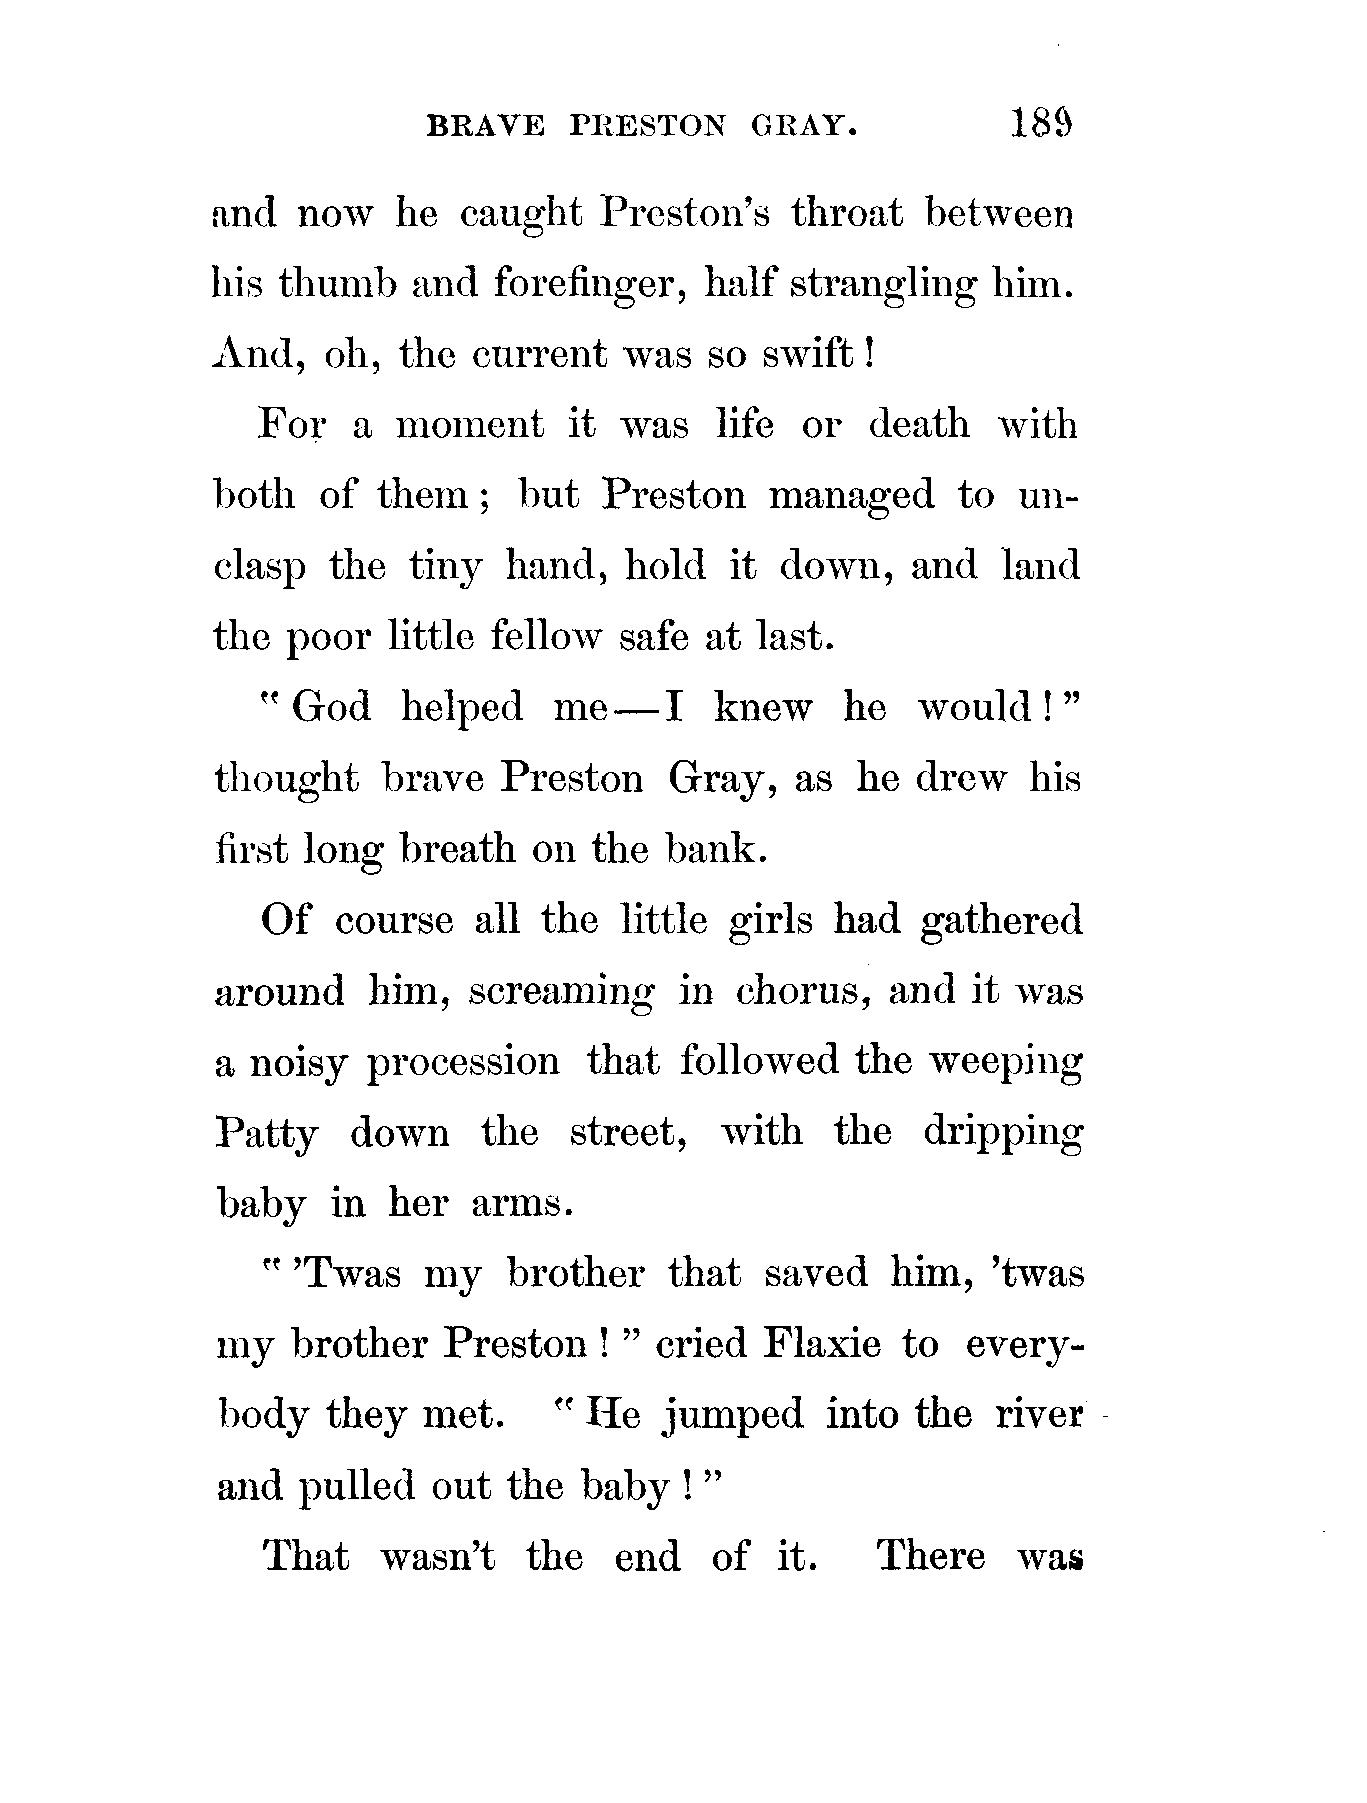 BRAVE PRESTON GRAY. 189
and now he caught Preston's throat between
his thumb and forefinger, half strangling him.
And, oh, the current was so swift!
For a moment it was life or death with
both of them; but Preston managed to un-
clasp the tiny hand, hold it down, and land
the poor little fellow safe at last.
"God helped me—I knew he would!"
thought brave Preston Gray, as he drew his
first long breath on the bank.
Of course all the little girls had gathered
around him, screaming in chorus, and it was
a noisy procession that followed the weeping
Patty down the street, with the dripping
baby in her arms.
"'Twas my brother that saved him, 'twas
my brother Preston!" cried Flaxie to every-
body they met. "He jumped into the river
and pulled out the baby!"
That wasn't the end of it. There was